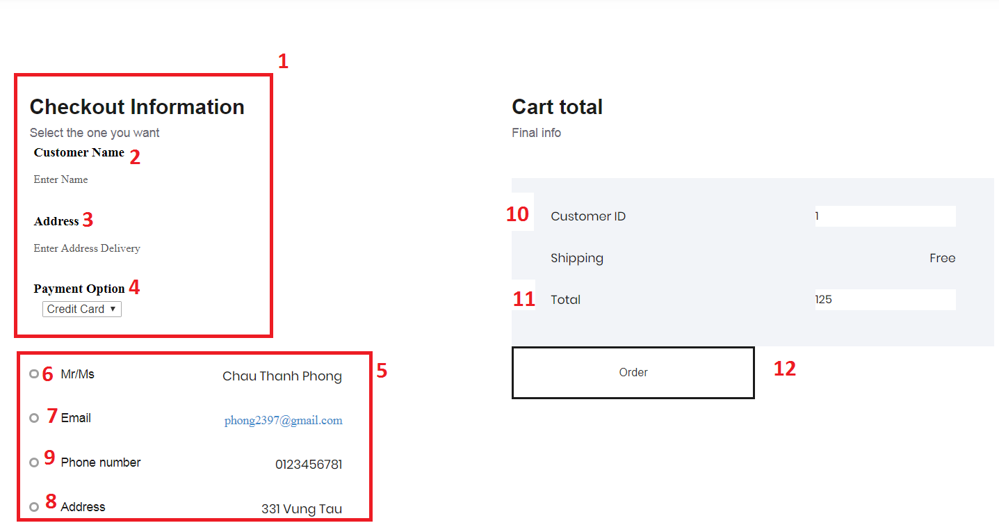 1
Checkout Information
Select the one you want
Customer Name 2
Enter Name
Address 3
Enter Address Delivery
Payment Option 4
Credit Card ▼
5
6 Mr/Ms Chau Thanh Phong
7 Email phong2397@gmail.com
9 Phone number 0123456781
8 Address 331 Vung Tau
Cart total
Final info
10 Customer ID 1
Shipping Free
11 Total 125
Order 12